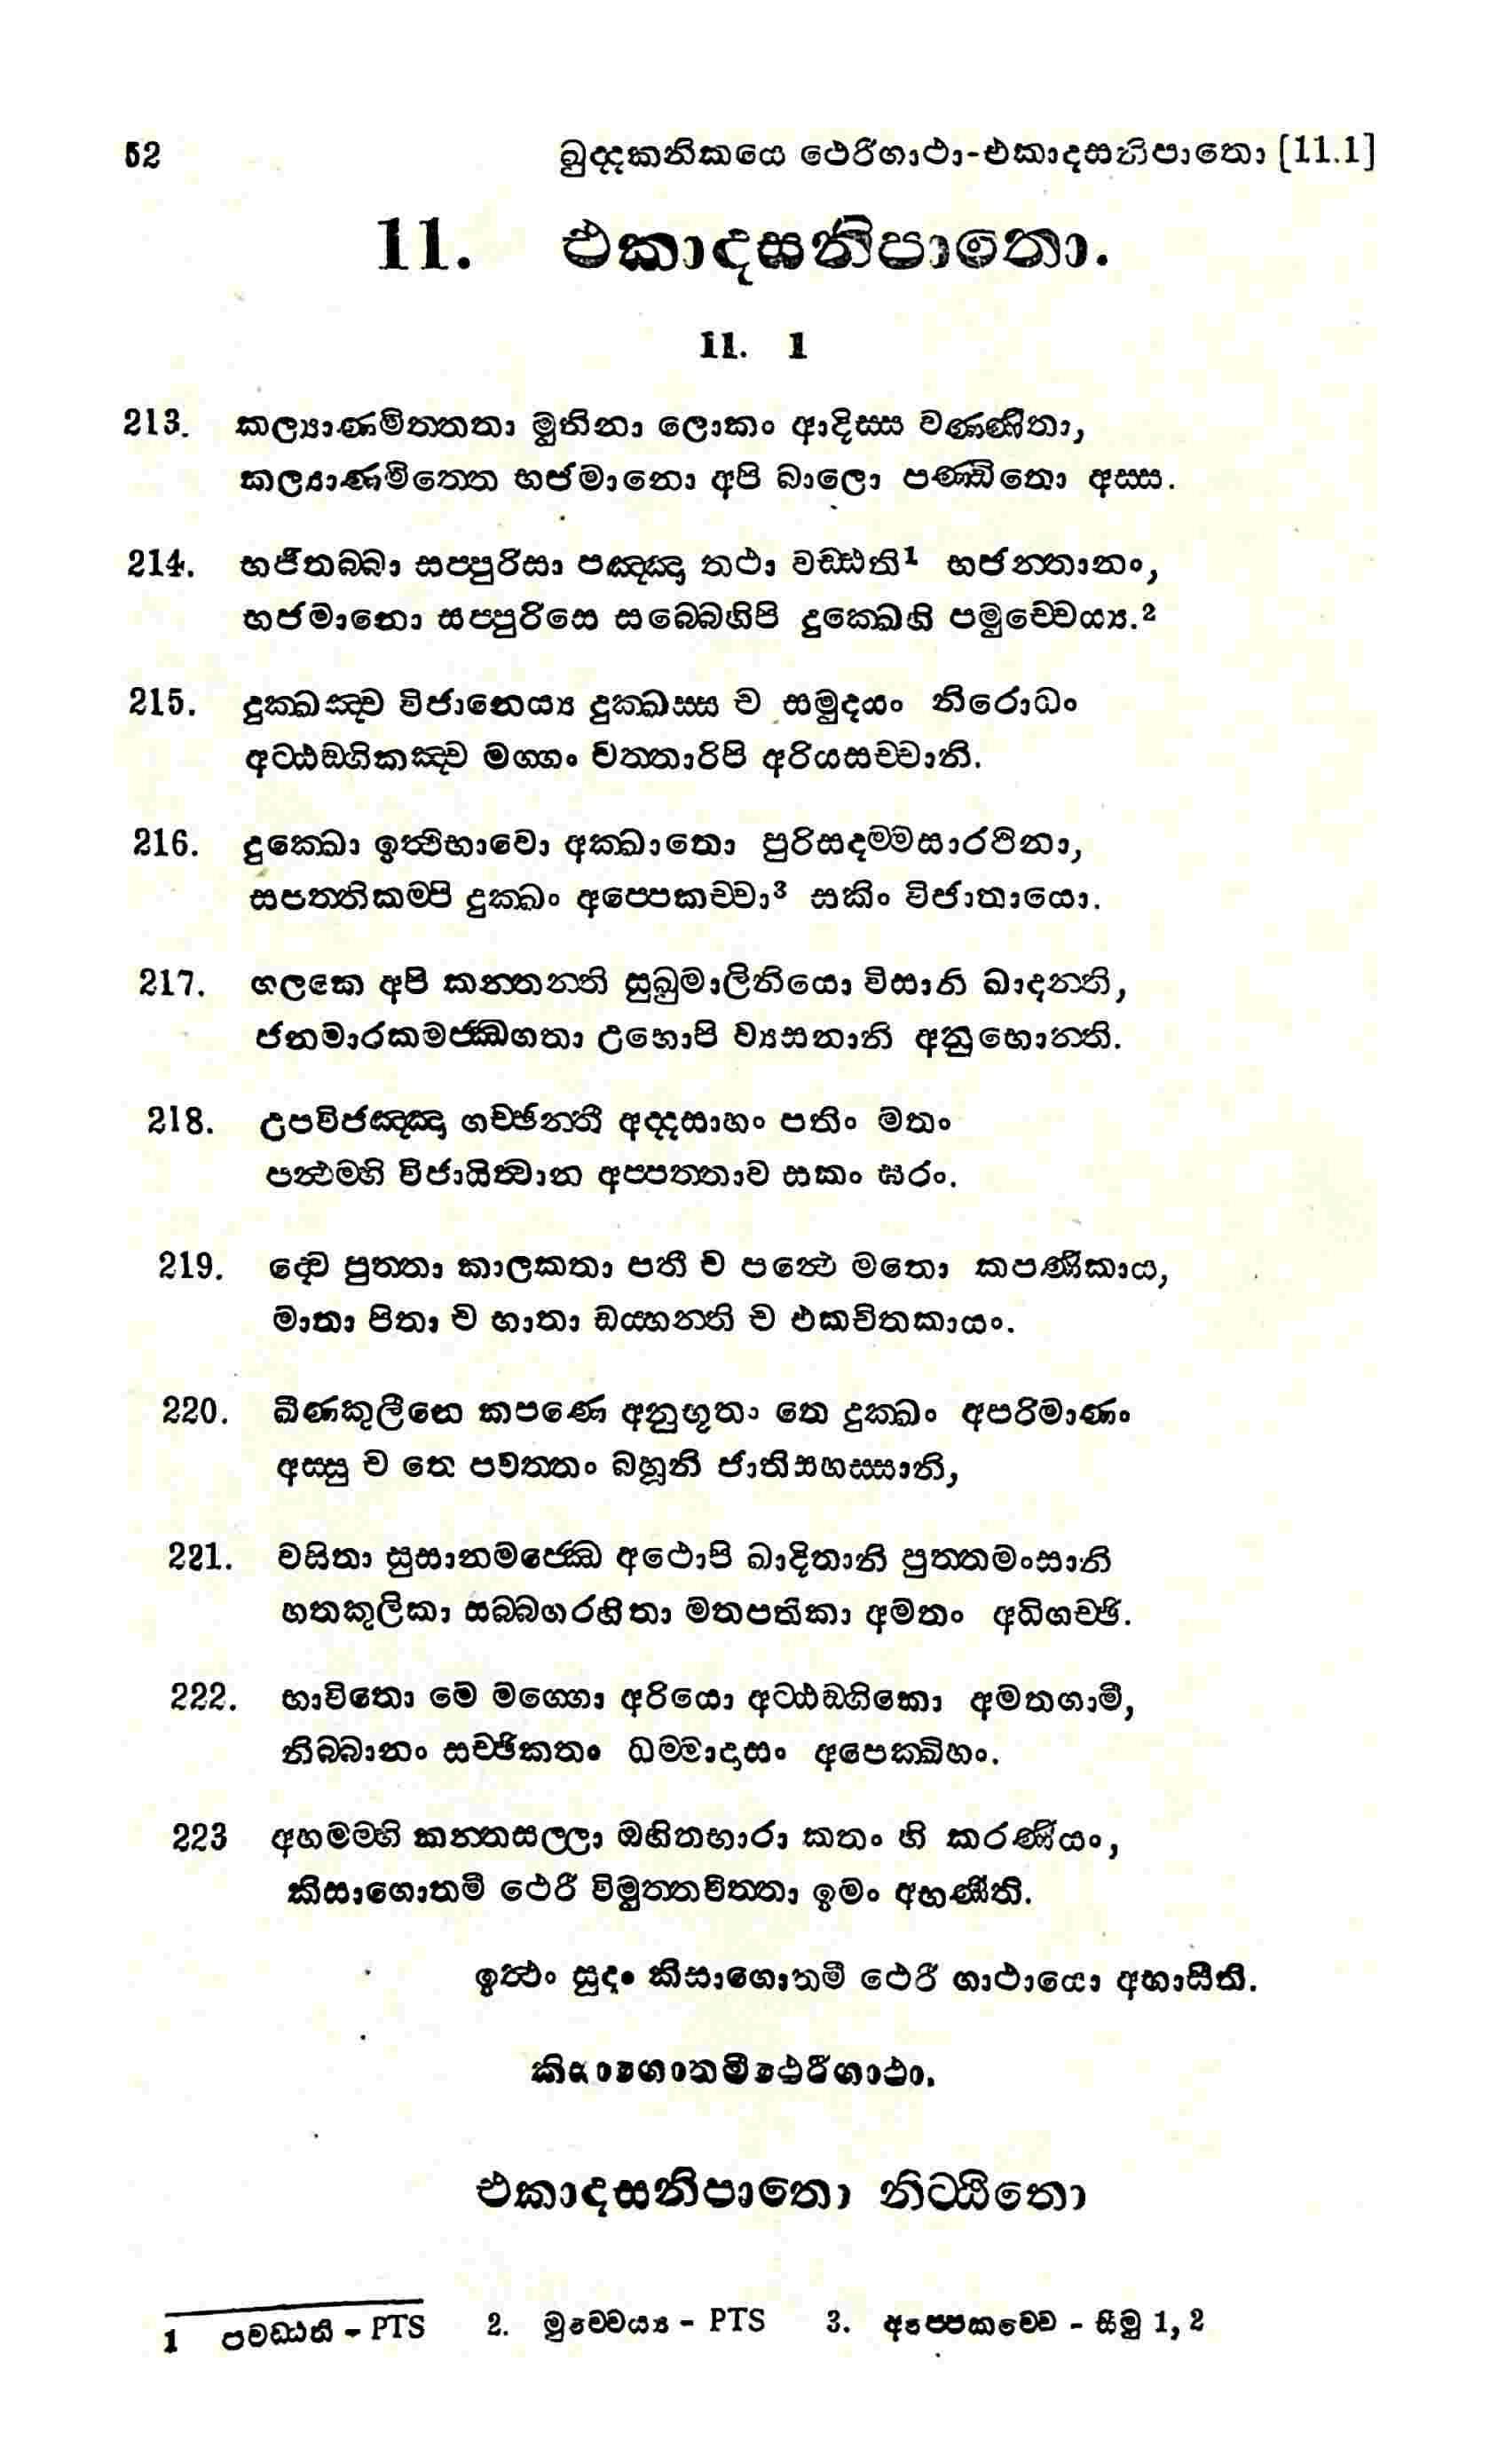 52 ඛුද්දකනිකායෙ ථෙරීගාථා-එකාදසනිපාතො [11.1]
11. එකාදසනිපාතො.
11. 1
213. කල්‍යාණමිත්තතා මුනිනා ලොකං ආදිස්ස වණ්ණිතා,
කල්‍යාණමිත්තෙ භජමානො අපි බාලො පණ්ඩිතො අස්ස.
214. භජිතබ්බා සප්පුරිසා පඤ්ඤා තථා වඩ්ඪති¹ භජන්තානං,
භජමානො සප්පුරිසෙ සබ්බෙහිපි දුක්ඛෙහි පමුච්චෙය්‍ය.²
215. දුක්ඛඤ්ච විජානෙය්‍ය දුක්ඛස්ස ච සමුදයං නිරොධං
අට්ඨඞ්ගිකඤ්ච මග්ගං චත්තාරිපි අරියසච්චානි.
216. දුක්ඛො ඉත්ථිභාවො අක්ඛාතො පුරිසදම්මසාරථිනා,
සපත්තිකම්පි දුක්ඛං අප්පෙකච්චා³ සකිං විජාතායො.
217. ගලකෙ අපි කන්තන්ති සුඛුමාලිනියො විසානි ඛාදන්ති,
ජනමාරකමජ්ඣගතා උභොපි ව්‍යසනානි අනුභොන්ති.
218. උපවිජඤ්ඤා ගච්ඡන්තී අද්දසාහං පතිං මතං
පන්ථම්හි විජායිත්වාන අප්පත්තාව සකං ඝරං.
219. ද්වෙ පුත්තා කාලකතා පතී ච පන්ථෙ මතො කපණිකාය,
මාතා පිතා ච භාතා ඩය්හන්ති ච එකචිතකායං.
220. ඛීණකුලීනෙ කපණෙ අනුභූතං තෙ දුක්ඛං අපරිමාණං
අස්සු ච තෙ පවත්තං බහූනි ජාතිසහස්සානි,
221. වසිතා සුසානමජ්ඣෙ අථොපි ඛාදිතානි පුත්තමංසානි
හතකුලිකා සබ්බගරහිතා මතපතිකා අමතං අධිගච්ඡිං.
222. භාවිතො මෙ මග්ගො අරියො අට්ඨඞ්ගිකො අමතගාමී,
නිබ්බානං සච්ඡිකතං ධම්මාදාසං අපෙක්ඛිහං.
223 අහමම්හි කන්තසල්ලා ඔහිතභාරා කතං හි කරණීයං,
කිසාගොතමී ථෙරී විමුත්තචිත්තා ඉමං අභණීති.
ඉත්ථං සුදං කිසාගොතමී ථෙරී ගාථායො අභාසීති.
කිසාගොතමීථෙරීගාථා.
එකාදසනිපාතො නිට්ඨිතො
1 පවඩ්ඪති - PTS 2. මුච්චෙය්‍ය - PTS 3. අප්පෙකච්චෙ - සීමු 1, 2